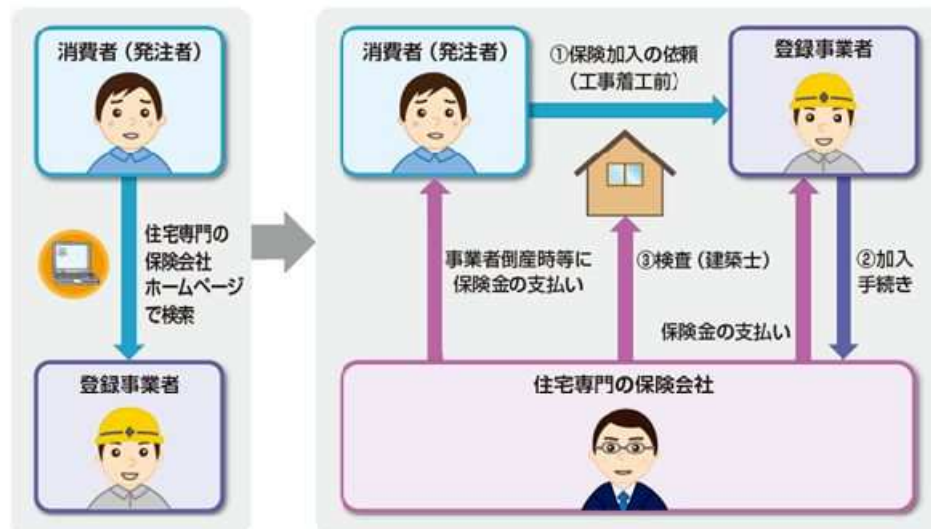 消費者（発注者）
住宅専門の
保険会社
ホームページ
で検索
登録事業者
消費者（発注者）
①保険加入の依頼
（工事着工前）
登録事業者
事業者倒産時等に
保険金の支払い
③検査（建築士）
保険金の支払い
②加入
手続き
住宅専門の保険会社